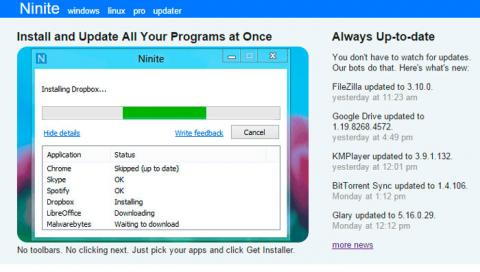 Ninite windows linux pro updater
Install and Update All Your Programs at Once
N Ninite
Installing Dropbox...
Hide details Write feedback Cancel
Application Status
Chrome Skipped (up to date)
Skype OK
Spotify OK
Dropbox Installing
LibreOffice Downloading
Malwarebytes Waiting to download
No toolbars. No clicking next. Just pick your apps and click Get Installer.
Always Up-to-date
You don't have to watch for updates.
Our bots do that. Here's what's new:
FileZilla updated to 3.10.0.
yesterday at 11:23 am
Google Drive updated to
1.19.8268.4572.
yesterday at 4:49 pm
KMPlayer updated to 3.9.1.132.
yesterday at 12:01 pm
BitTorrent Sync updated to 1.4.106.
Monday at 1:12 pm
Glary updated to 5.16.0.29.
Monday at 12:12 pm
more news